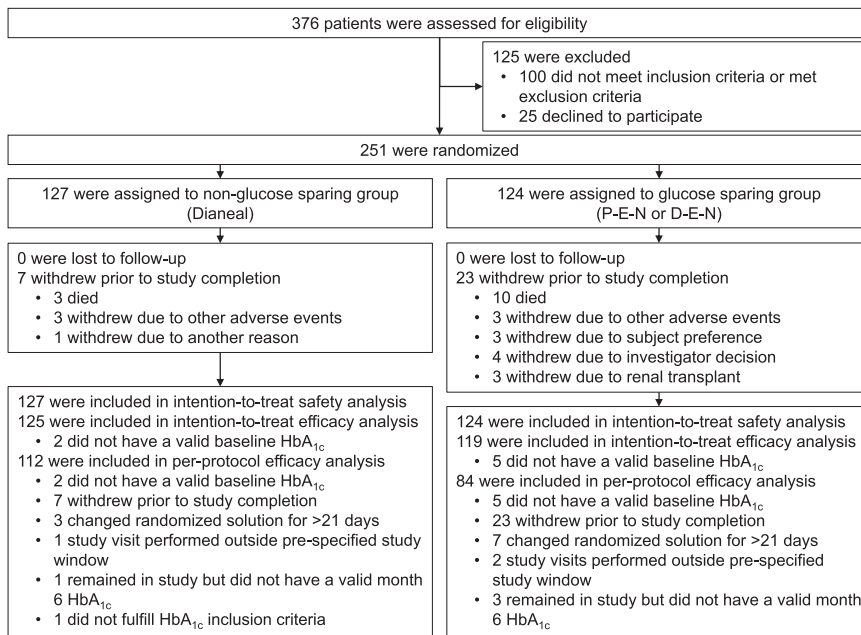 376 patients were assessed for eligibility
125 were excluded
• 100 did not meet inclusion criteria or met
exclusion criteria
• 25 declined to participate
251 were randomized
127 were assigned to non-glucose sparing group
(Dianeal)
124 were assigned to glucose sparing group
(P-E-N or D-E-N)
0 were lost to follow-up
7 withdrew prior to study completion
• 3 died
• 3 withdrew due to other adverse events
• 1 withdrew due to another reason
0 were lost to follow-up
23 withdrew prior to study completion
• 10 died
• 3 withdrew due to other adverse events
• 3 withdrew due to subject preference
• 4 withdrew due to investigator decision
• 3 withdrew due to renal transplant
127 were included in intention-to-treat safety analysis
125 were included in intention-to-treat efficacy analysis
• 2 did not have a valid baseline HbA1c
112 were included in per-protocol efficacy analysis
• 2 did not have a valid baseline HbA1c
• 7 withdrew prior to study completion
• 3 changed randomized solution for >21 days
• 1 study visit performed outside pre-specified study
window
• 1 remained in study but did not have a valid month
6 HbA1c
• 1 did not fulfill HbA1c inclusion criteria
124 were included in intention-to-treat safety analysis
119 were included in intention-to-treat efficacy analysis
• 5 did not have a valid baseline HbA1c
84 were included in per-protocol efficacy analysis
• 5 did not have a valid baseline HbA1c
• 23 withdrew prior to study completion
• 7 changed randomized solution for >21 days
• 2 study visits performed outside pre-specified
study window
• 3 remained in study but did not have a valid month
6 HbA1c